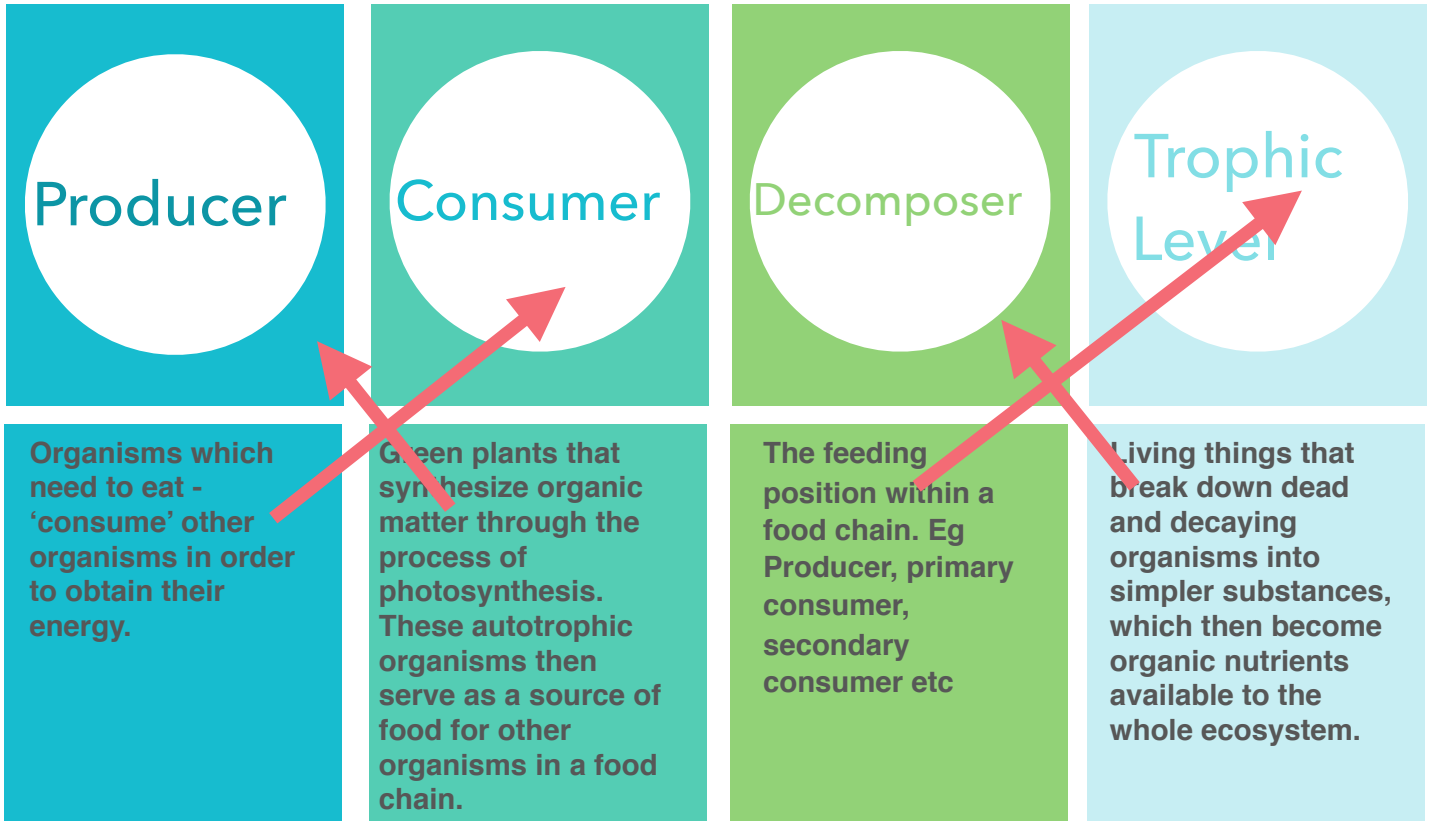 Producer
Consumer
Decomposer
Trophic
Level
Organisms which
need to eat -
‘consume’ other
organisms in order
to obtain their
energy.
Green plants that
synthesize organic
matter through the
process of
photosynthesis.
These autotrophic
organisms then
serve as a source of
food for other
organisms in a food
chain.
The feeding
position within a
food chain. Eg
Producer, primary
consumer,
secondary
consumer etc
Living things that
break down dead
and decaying
organisms into
simpler substances,
which then become
organic nutrients
available to the
whole ecosystem.